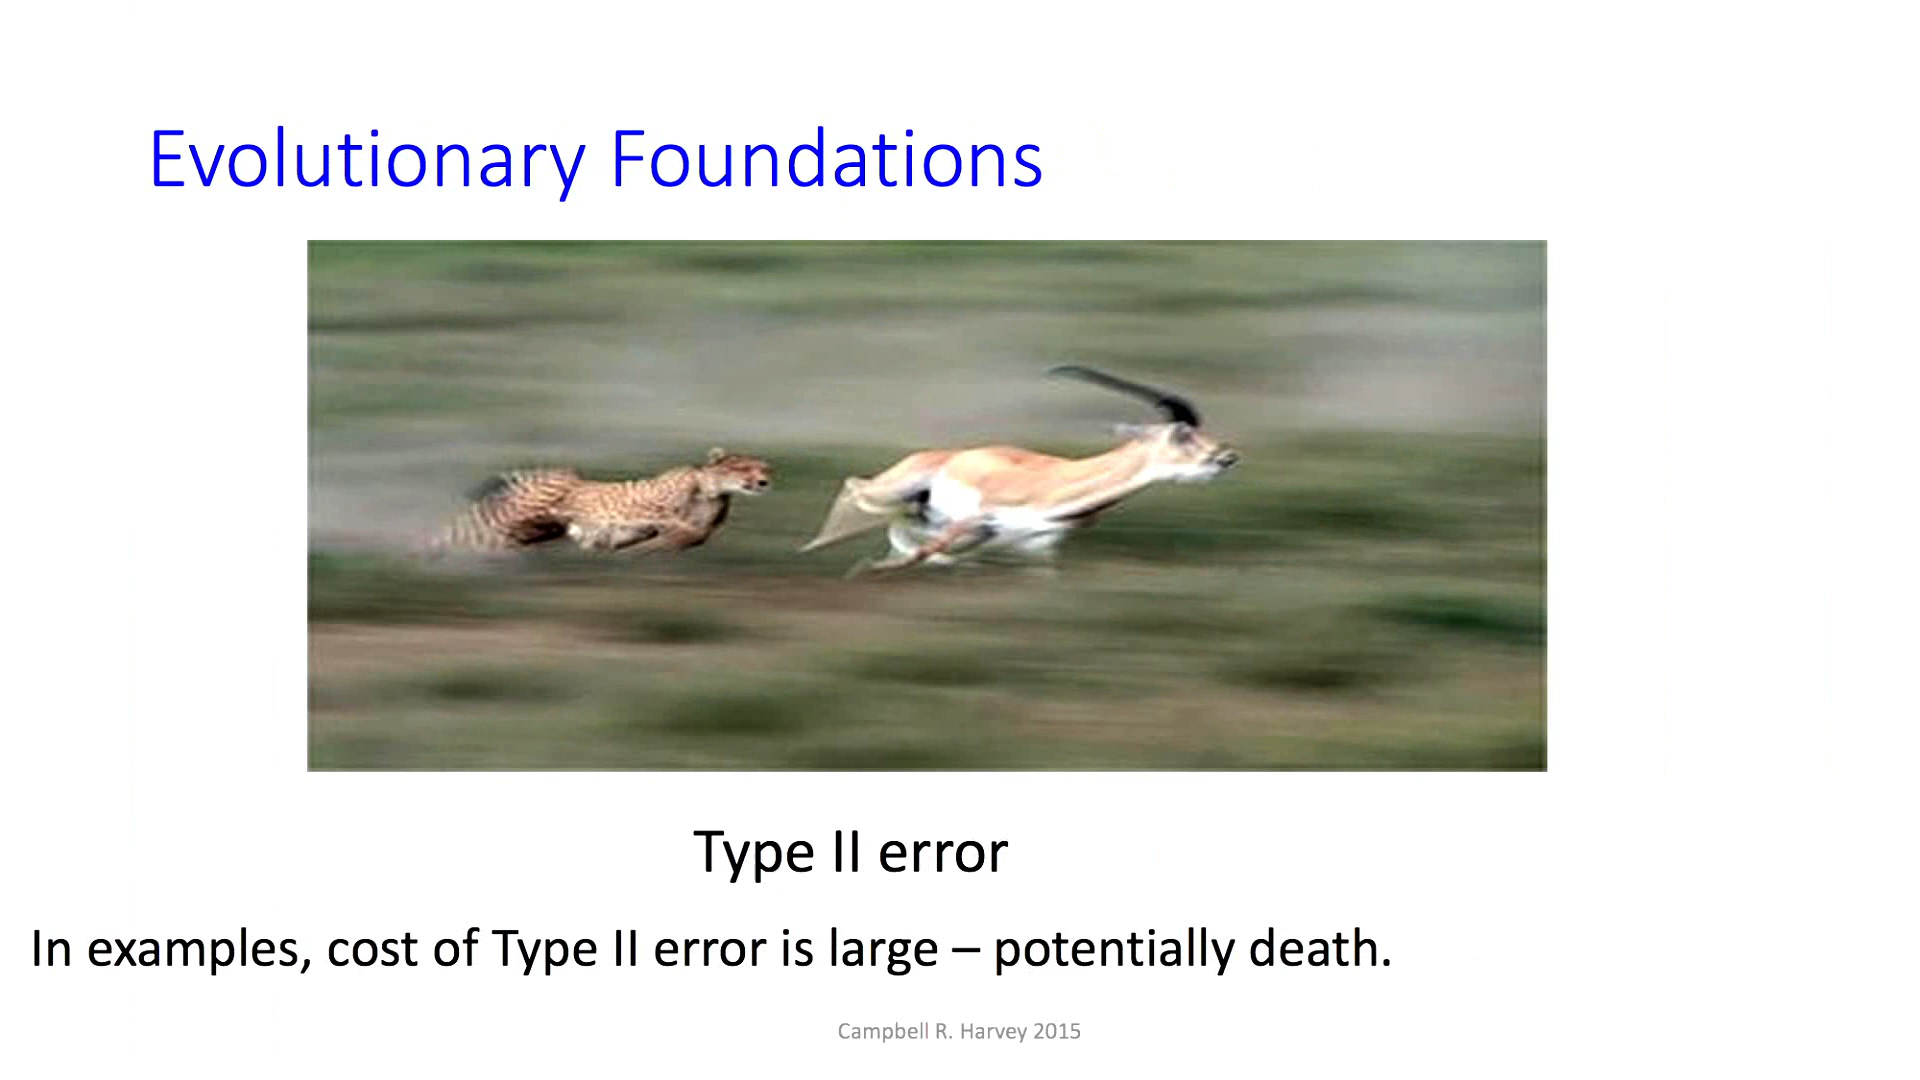 Evolutionary Foundations
Type II error
In examples, cost of Type II error is large – potentially death.
Campbell R. Harvey 2015